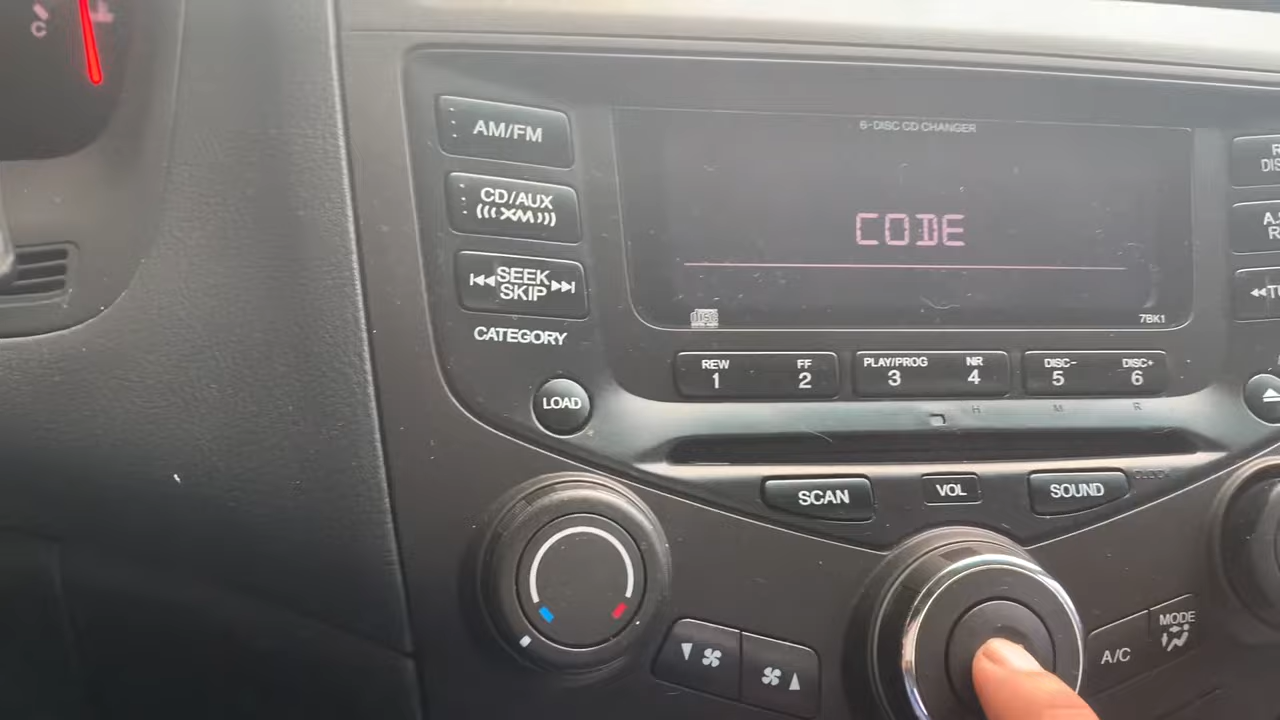 C
AM/FM
CD/AUX
(((XM)))
SEEK
SKIP
CATEGORY
LOAD
6-DISC CD CHANGER
CODE
7BK1
REW
1
FF
2
PLAY/PROG
3
NR
4
DISC-
5
DISC+
6
H
M
R
SCAN
VOL
SOUND
CLOCK
A/C
MODE